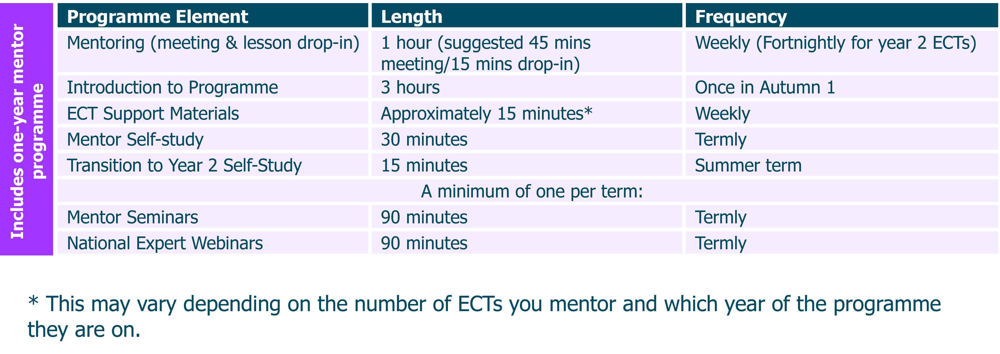 Includes one-year mentor
programme
Programme Element Length Frequency
Mentoring (meeting & lesson drop-in) 1 hour (suggested 45 mins Weekly (Fortnightly for year 2 ECTs)
meeting/15 mins drop-in)
Introduction to Programme 3 hours Once in Autumn 1
ECT Support Materials Approximately 15 minutes* Weekly
Mentor Self-study 30 minutes Termly
Transition to Year 2 Self-Study 15 minutes Summer term
A minimum of one per term:
Mentor Seminars 90 minutes Termly
National Expert Webinars 90 minutes Termly
* This may vary depending on the number of ECTs you mentor and which year of the programme
they are on.